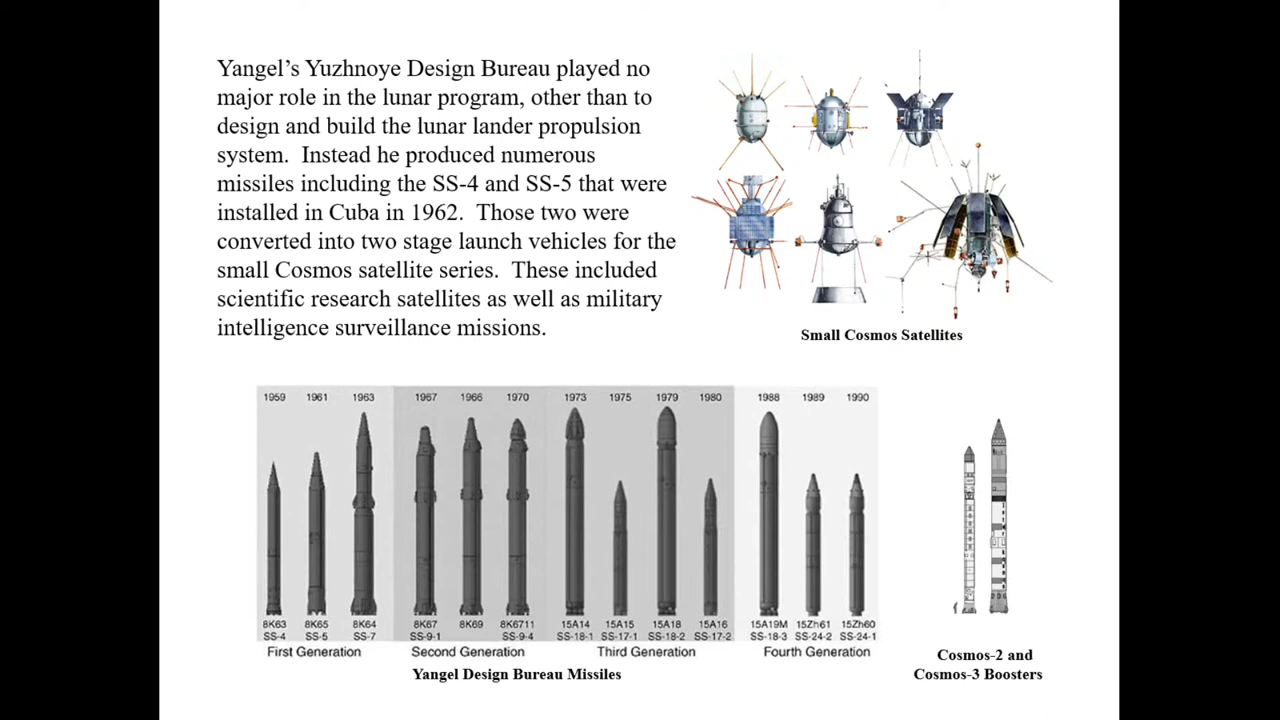 Yangel’s Yuzhnoye Design Bureau played no
major role in the lunar program, other than to
design and build the lunar lander propulsion
system.  Instead he produced numerous
missiles including the SS-4 and SS-5 that were
installed in Cuba in 1962.  Those two were
converted into two stage launch vehicles for the
small Cosmos satellite series.  These included
scientific research satellites as well as military
intelligence surveillance missions.
Small Cosmos Satellites
1959 1961 1963 1967 1966 1970 1973 1975 1979 1980 1988 1989 1990
8K63 8K65 8K64 8K67 8K69 8K6711 15A14 15A15 15A18 15A16 15A19M 15Zh61 15Zh60
SS-4 SS-5 SS-7 SS-9-1 SS-9-4 SS-18-1 SS-17-1 SS-18-2 SS-17-2 SS-18-3 SS-24-2 SS-24-1
First Generation Second Generation Third Generation Fourth Generation
Yangel Design Bureau Missiles
Cosmos-2 and
Cosmos-3 Boosters